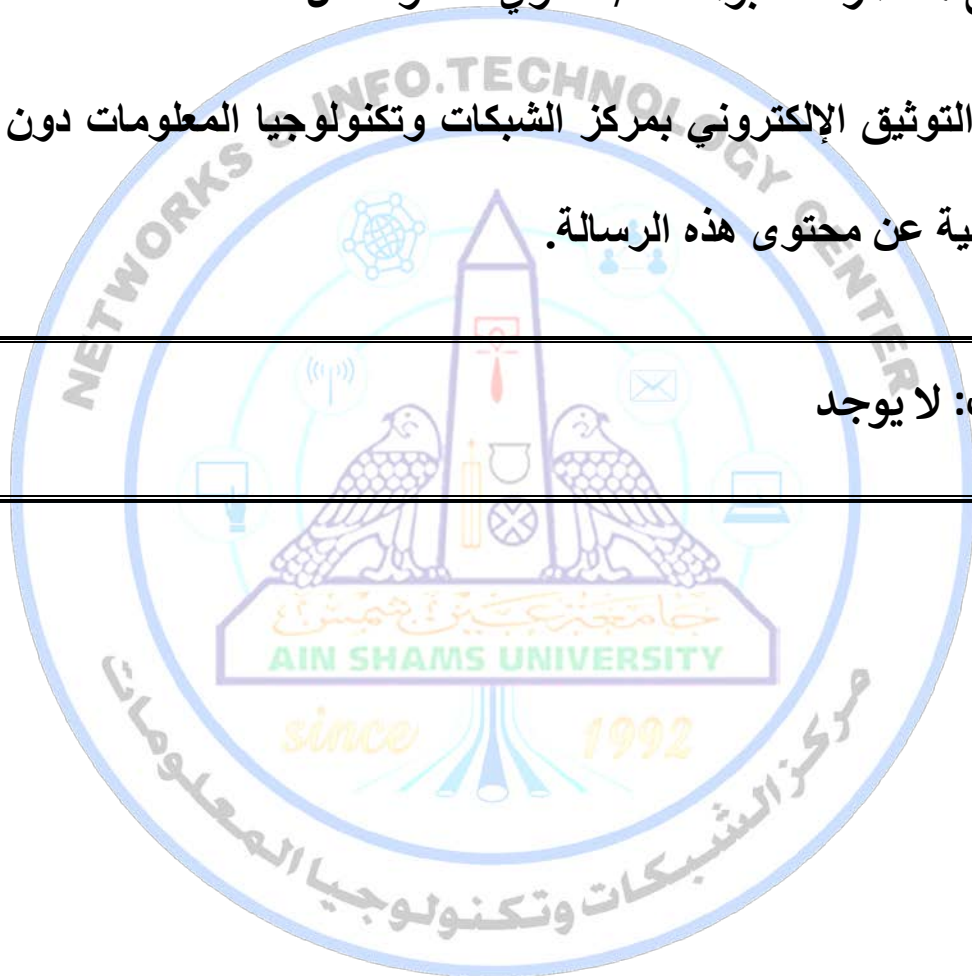 التوثيق الإلكتروني بمركز الشبكات وتكنولوجيا المعلومات دون
ية عن محتوى هذه الرسالة.
: لا يوجد
NETWORKS & INFO.TECHNOLOGY CENTER
جامعة عين شمس
AIN SHAMS UNIVERSITY
since 1992
مركز الشبكات وتكنولوجيا المعلومات